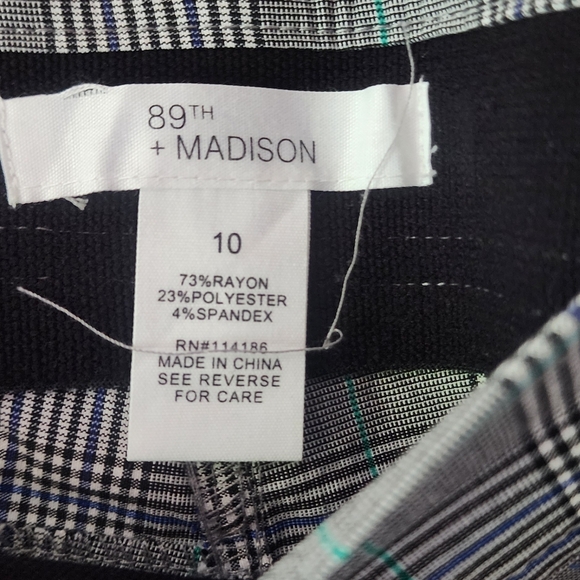 89TH
+ MADISON
10
73%RAYON
23%POLYESTER
4%SPANDEX
RN#114186
MADE IN CHINA
SEE REVERSE
FOR CARE